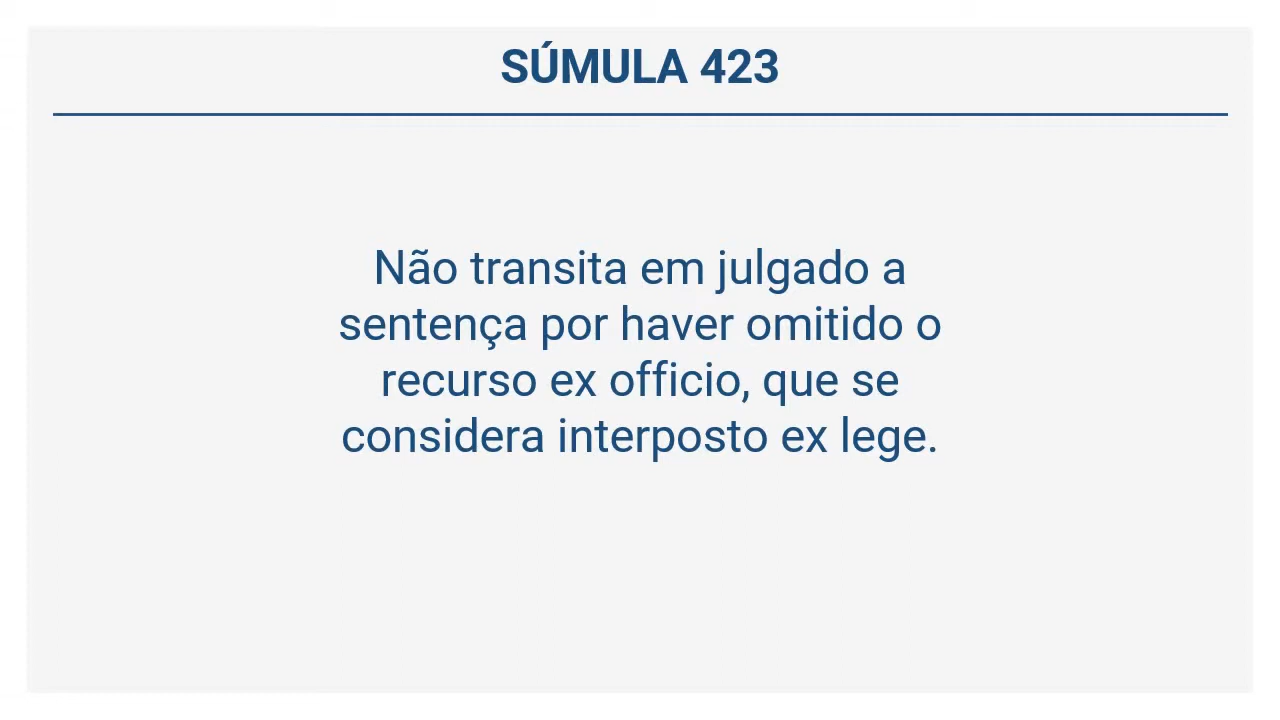 SÚMULA 423
Não transita em julgado a
sentença por haver omitido o
recurso ex officio, que se
considera interposto ex lege.